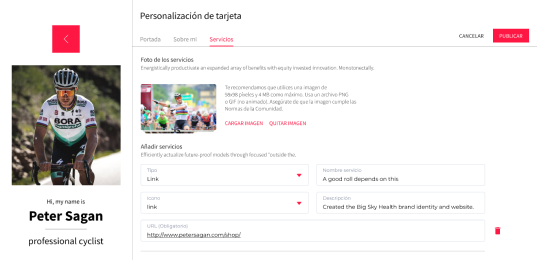 Personalización de tarjeta
Portada
Sobre mi
Servicios
CANCELAR
PUBLICAR
Foto de los servicios
Energistically productivate an expanded array of benefits with equity invested innovation. Monotonectally.
Te recomendamos que utilices una imagen de
98x98 píxeles y 4 MB como máximo. Usa un archivo PNG
o GIF (no animado). Asegúrate de que la imagen cumple las
Normas de la Comunidad.
CARGAR IMAGEN
QUITAR IMAGEN
BORA
Hi, my name is
Peter Sagan
professional cyclist
Añadir servicios
Efficiently actualize future proof models through focused "outside the.
Tipo
Link
Nombre servicio
A good roll depends on this
Icono
link
Descripción
Created the Big Sky Health brand identity and website.
URL (Obligatorio)
http://www.petersagan.com/shop/